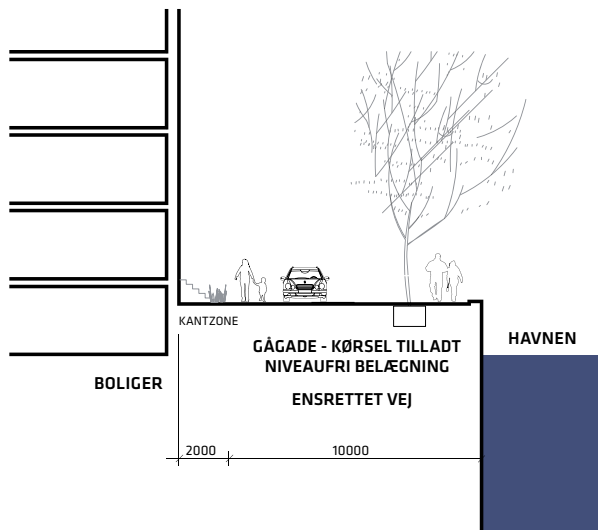 KANTZONE
GÅGADE - KØRSEL TILLADT
NIVEAUFRI BELÆGNING
HAVNEN
BOLIGER
ENSRETTET VEJ
2000
10000